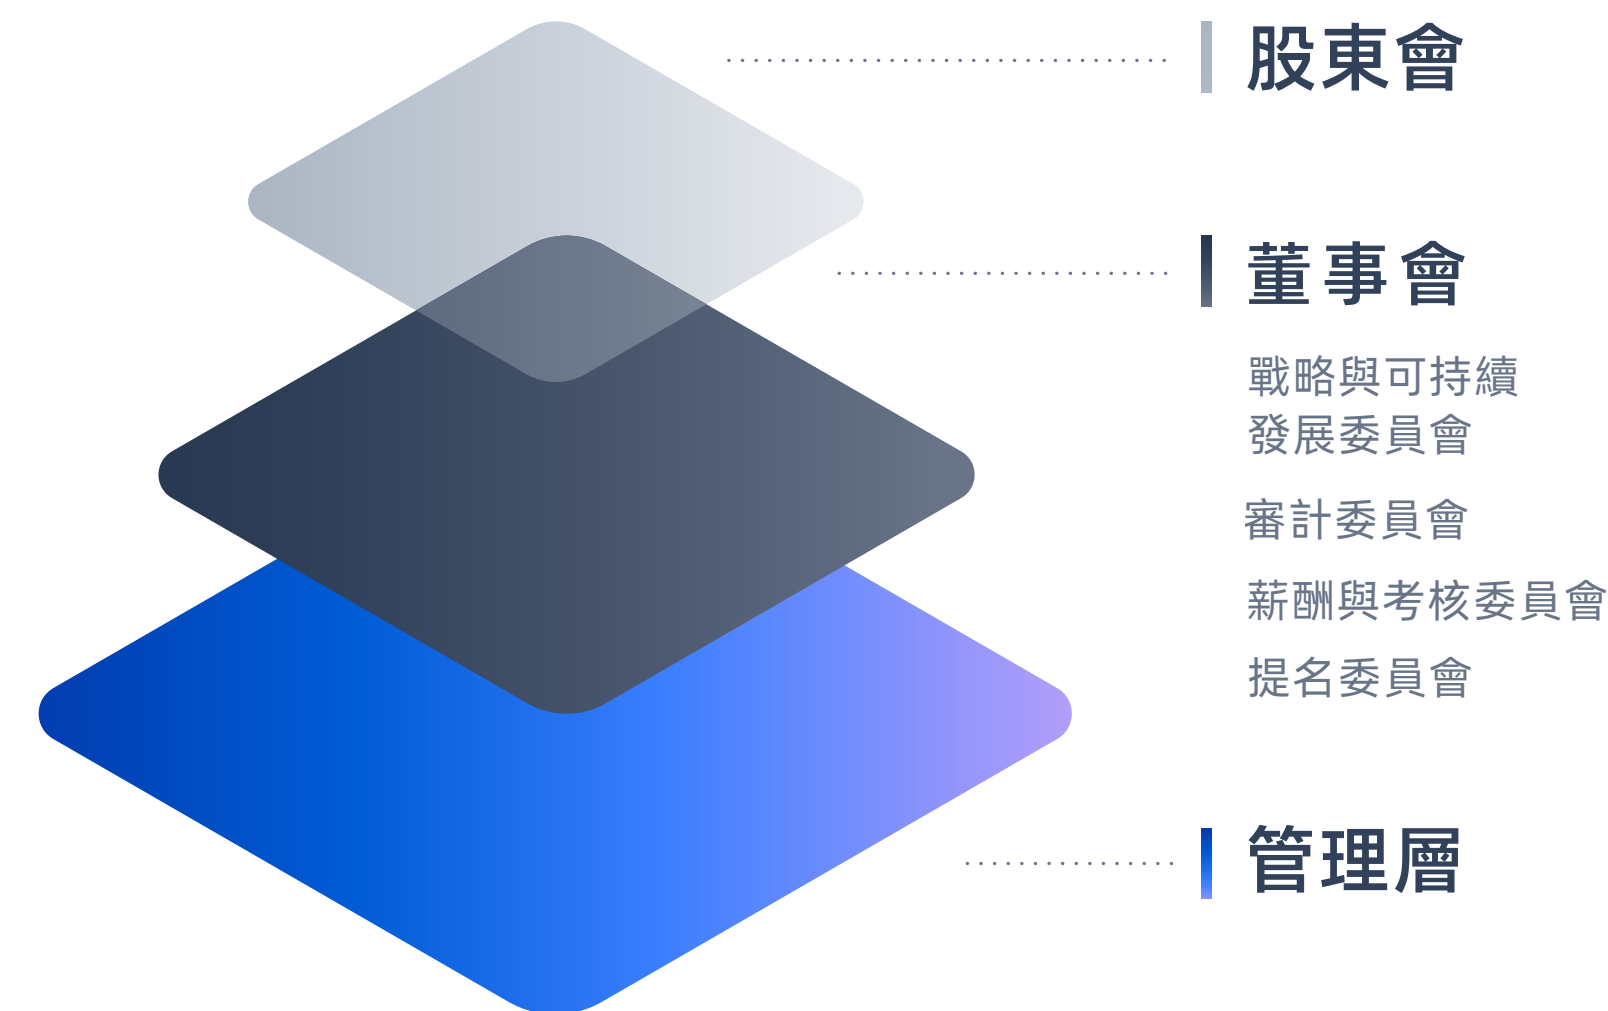 股東會
董事會
戰略與可持續
發展委員會
審計委員會
薪酬與考核委員會
提名委員會
管理層